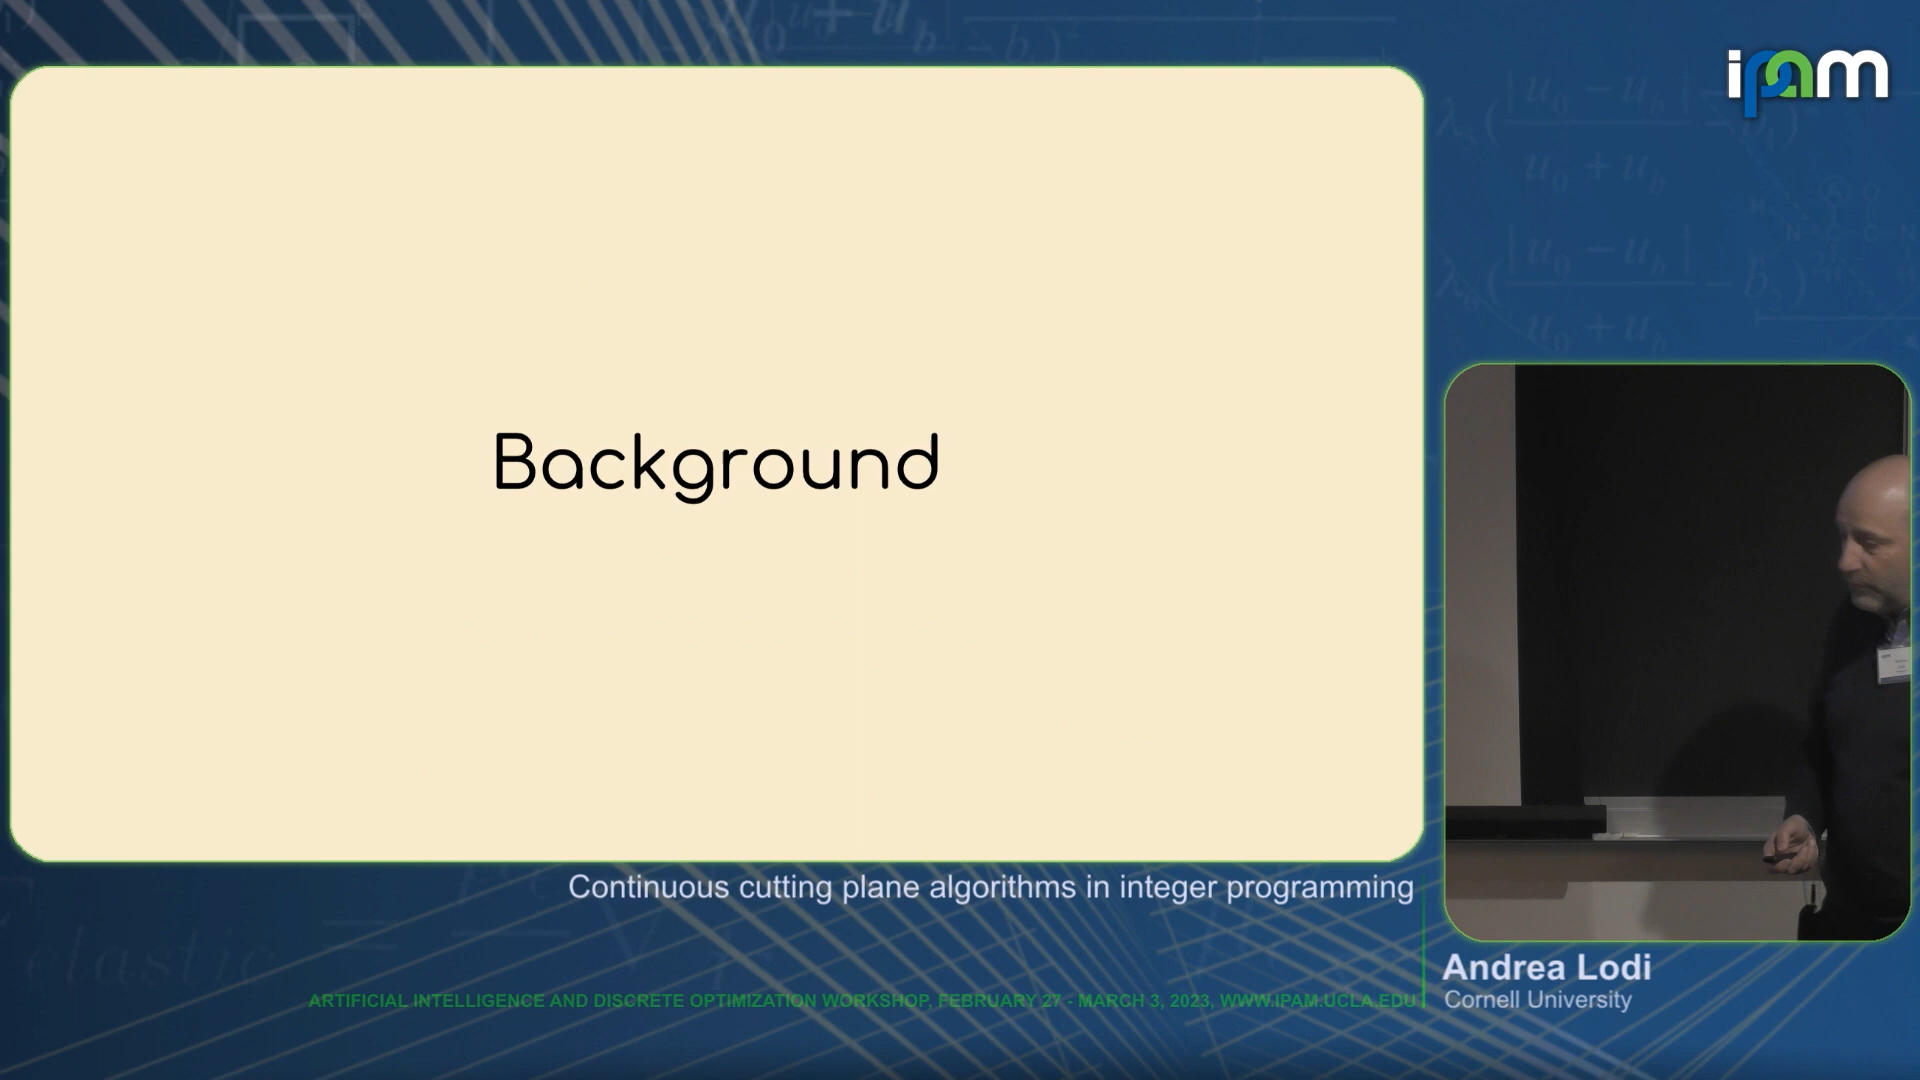 ipam
Background
Continuous cutting plane algorithms in integer programming
Andrea Lodi
Cornell University
ARTIFICIAL INTELLIGENCE AND DISCRETE OPTIMIZATION WORKSHOP, FEBRUARY 27 - MARCH 3, 2023, WWW.IPAM.UCLA.EDU